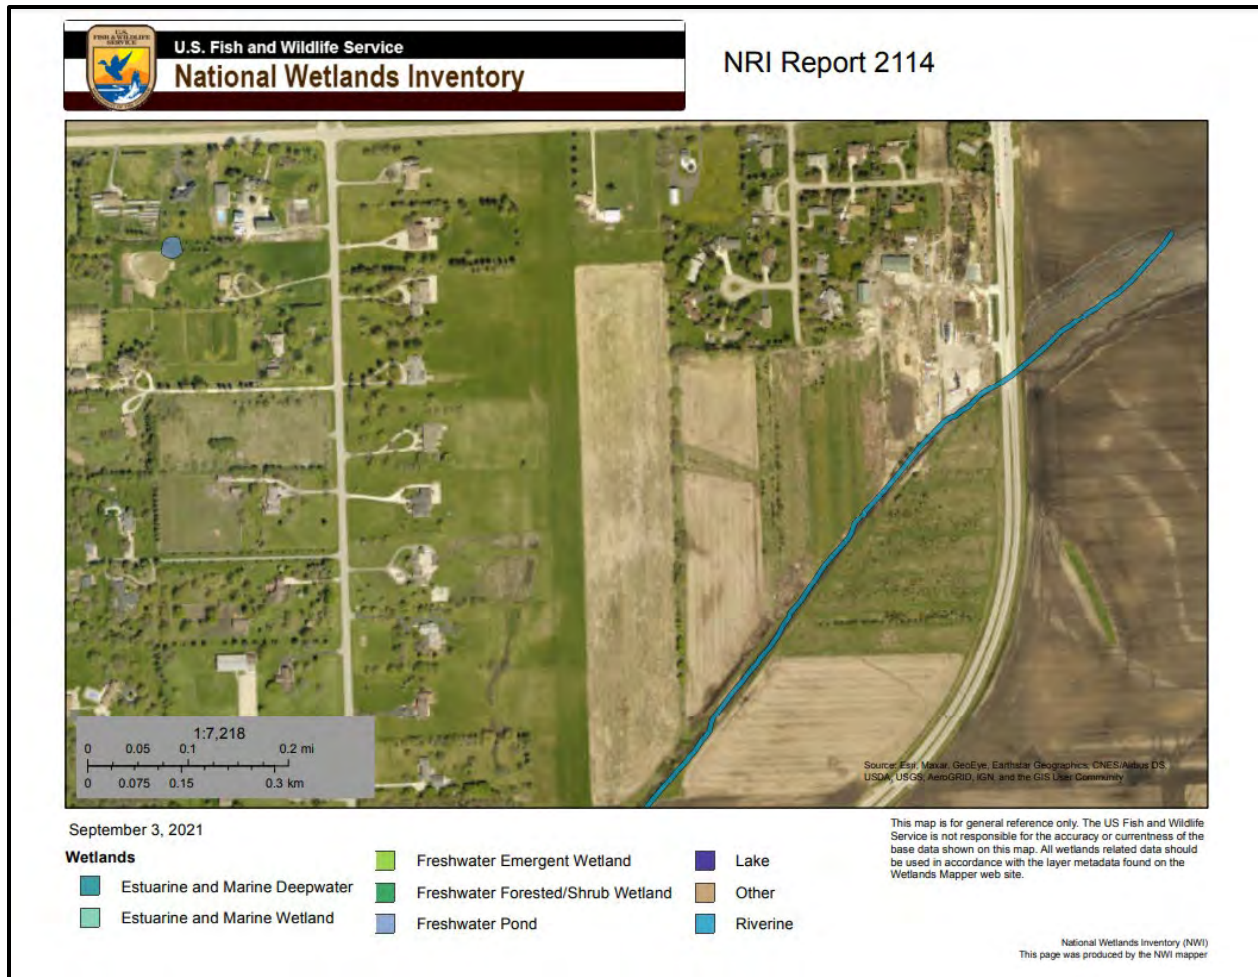 U.S.
FISH & WILDLIFE
SERVICE
U.S. Fish and Wildlife Service
National Wetlands Inventory
NRI Report 2114
1:7,218
0 0.05 0.1 0.2 mi
0 0.075 0.15 0.3 km
Source: Esri, Maxar, GeoEye, Earthstar Geographics, CNES/Airbus DS,
USDA, USGS, AeroGRID, IGN, and the GIS User Community
September 3, 2021
Wetlands
Estuarine and Marine Deepwater
Estuarine and Marine Wetland
Freshwater Emergent Wetland
Freshwater Forested/Shrub Wetland
Freshwater Pond
Lake
Other
Riverine
This map is for general reference only. The US Fish and Wildlife
Service is not responsible for the accuracy or currentness of the
base data shown on this map. All wetlands related data should
be used in accordance with the layer metadata found on the
Wetlands Mapper web site.
National Wetlands Inventory (NWI)
This page was produced by the NWI mapper